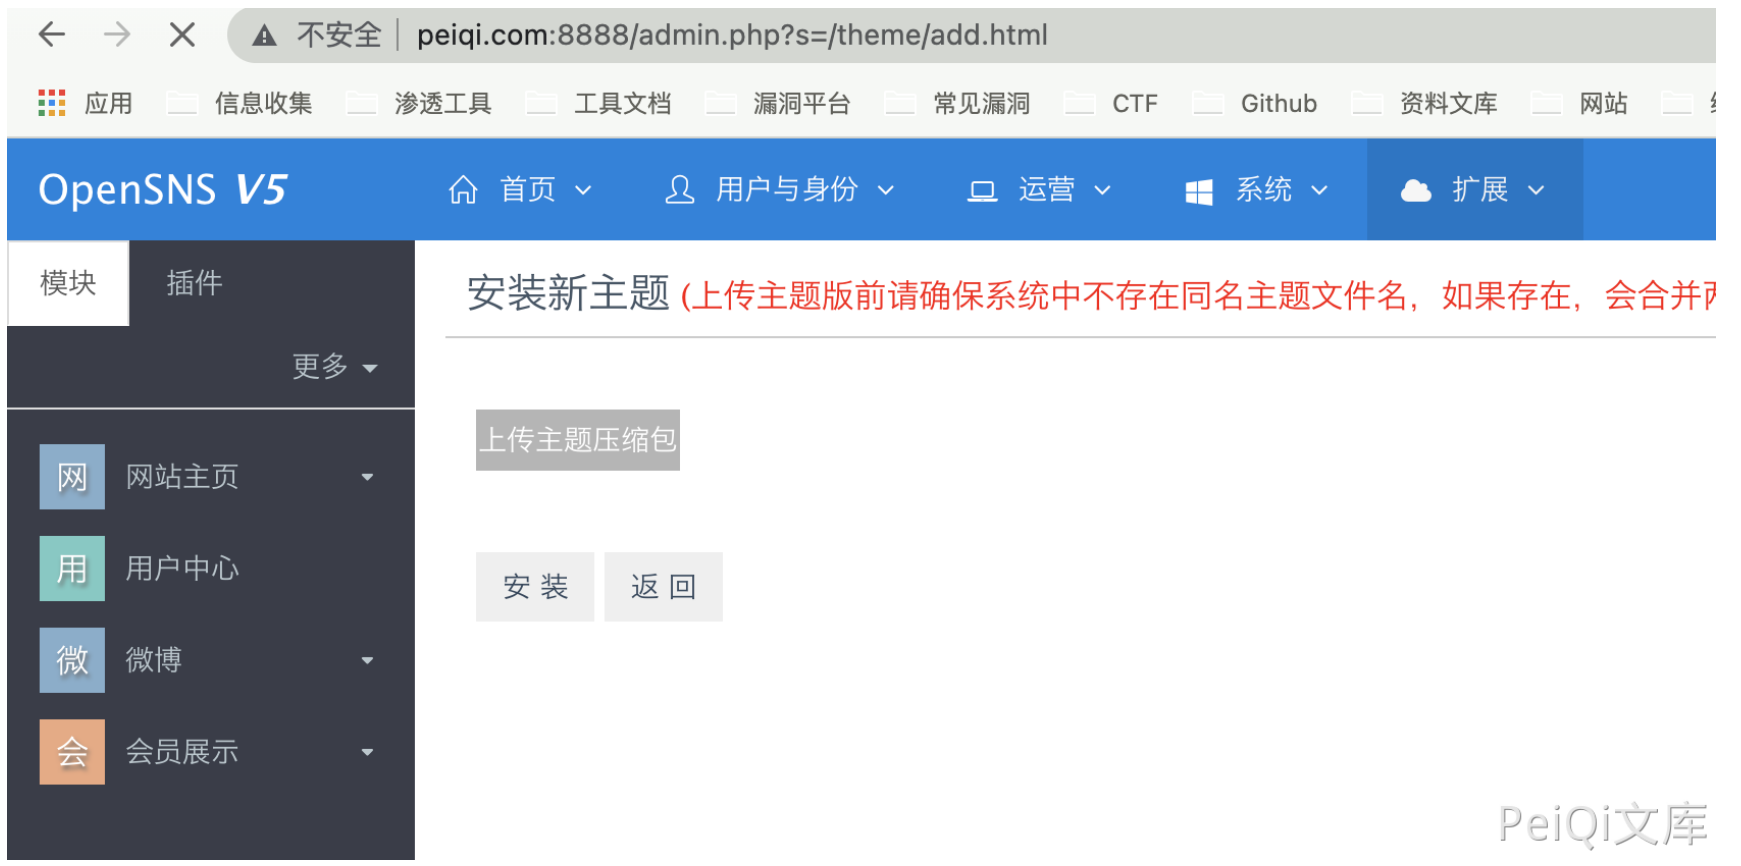 不安全 peiqi.com:8888/admin.php?s=/theme/add.html
应用 信息收集 渗透工具 工具文档 漏洞平台 常见漏洞 CTF Github 资料文库 网站
OpenSNS V5 首页 用户与身份 运营 系统 扩展
模块 插件
安装新主题 (上传主题版前请确保系统中不存在同名主题文件名，如果存在，会合并
更多
上传主题压缩包
网 网站主页
用 用户中心
安 装 返 回
微 微博
会 会员展示
PeiQi文库